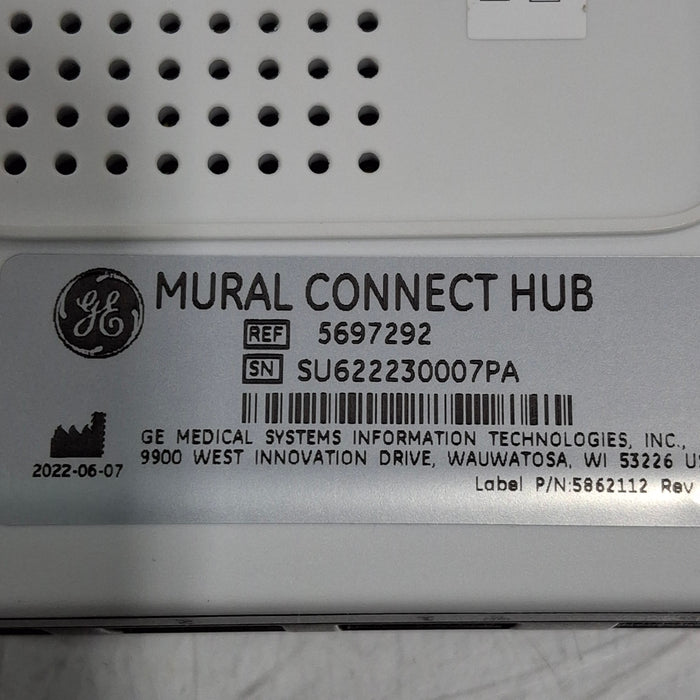 GE MURAL CONNECT HUB
REF 5697292
SN SU622230007PA
2022-06-07
GE MEDICAL SYSTEMS INFORMATION TECHNOLOGIES, INC.,
9900 WEST INNOVATION DRIVE, WAUWATOSA, WI 53226
Label P/N:5862112 Rev